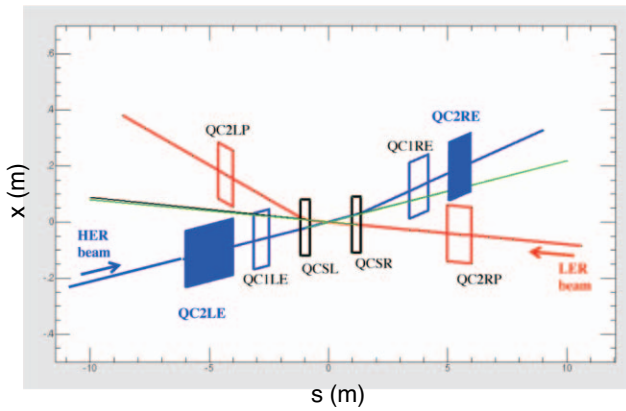 .6
.4
.2
0
-.2
-.4
x (m)
QC2LP
QC2RE
QC1RE
HER
beam
QC1LE
QCSL
QCSR
QC2RP
LER
beam
QC2LE
-10
-5
0
5
10
s (m)